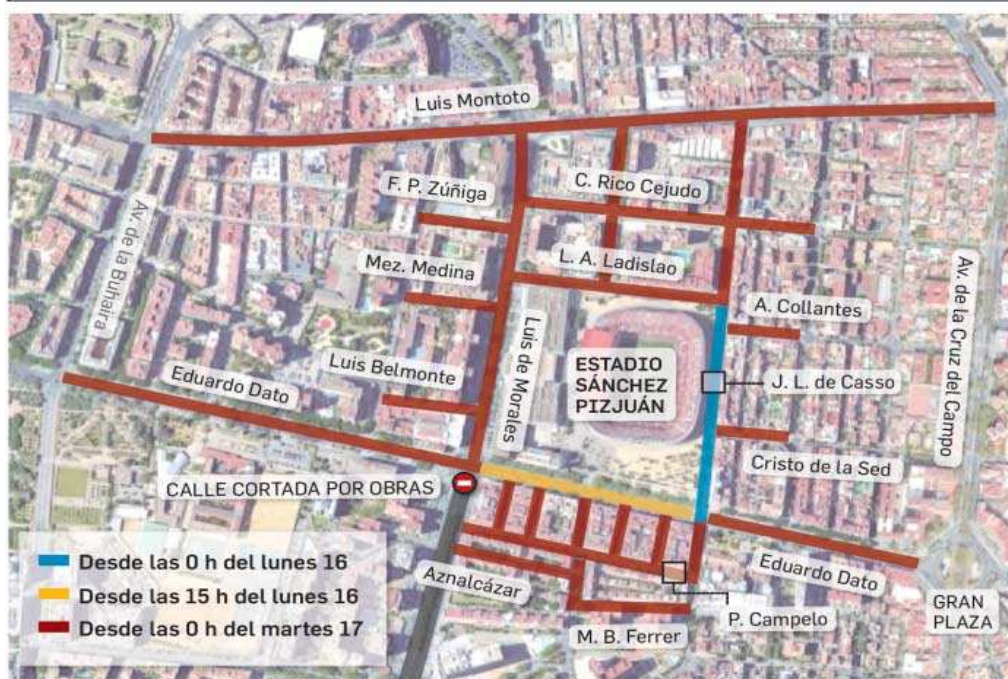 Luis Montoto
F. P. Zúñiga
C. Rico Cejudo
Av. de la Buhaira
Mez. Medina
L. A. Ladislao
Av. de la Cruz del Campo
A. Collantes
Luis de Morales
Luis Belmonte
Eduardo Dato
ESTADIO
SÁNCHEZ
PIZJUÁN
J. L. de Casso
Cristo de la Sed
CALLE CORTADA POR OBRAS
Desde las 0 h del lunes 16
Desde las 15 h del lunes 16
Desde las 0 h del martes 17
Aznalcázar
Eduardo Dato
P. Campelo
M. B. Ferrer
GRAN
PLAZA